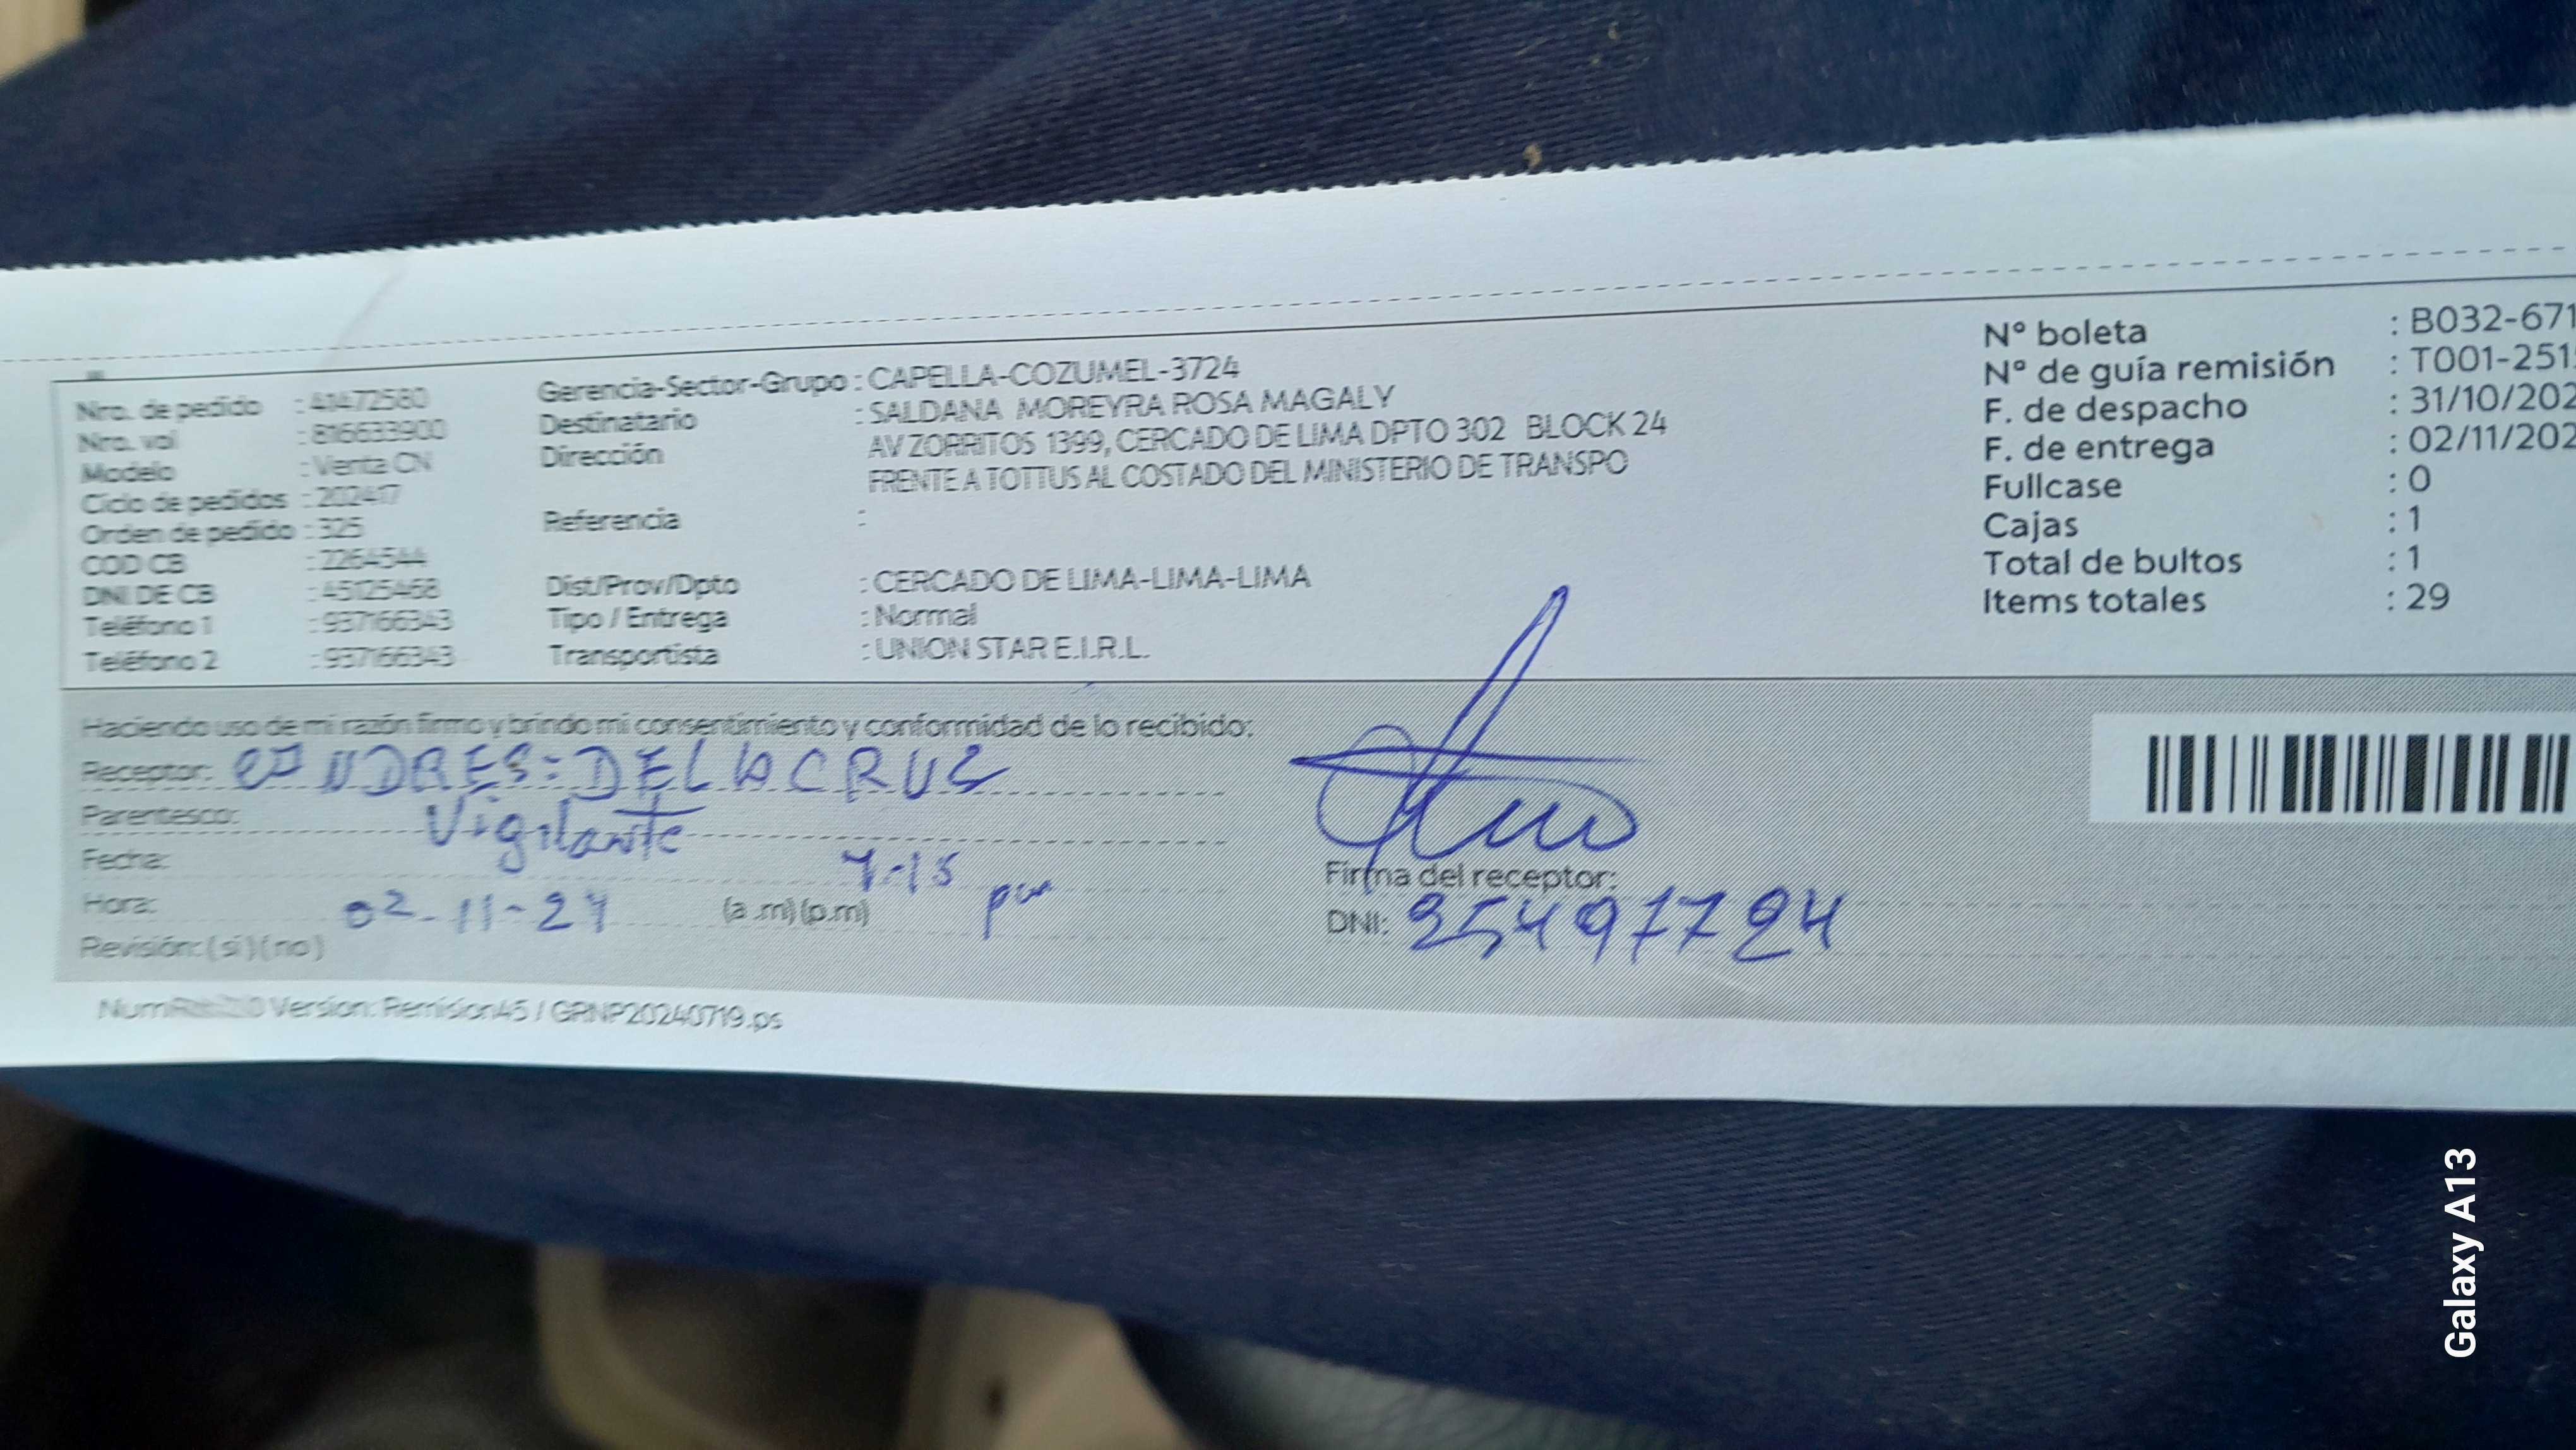 Nro. de pedido : 41472580
Nro. vol : 816633900
Modelo : Venta CN
Ciclo de pedidos : 202417
Orden de pedido : 325
COD CB : 2264544
DNI DE CB : 45125468
Teléfono 1 : 937166343
Teléfono 2 : 937166343
Gerencia-Sector-Grupo : CAPELLA-COZUMEL-3724
Destinatario : SALDANA MOREYRA ROSA MAGALY
Dirección AV ZORRITOS 1399, CERCADO DE LIMA DPTO 302 BLOCK 24
FRENTE A TOTTUS AL COSTADO DEL MINISTERIO DE TRANSPO
Referencia :
Dist/Prov/Dpto : CERCADO DE LIMA-LIMA-LIMA
Tipo / Entrega : Normal
Transportista : UNION STAR E.I.R.L.
N° boleta : B032-671
N° de guía remisión : T001-251
F. de despacho : 31/10/202
F. de entrega : 02/11/202
Fullcase : 0
Cajas : 1
Total de bultos : 1
Items totales : 29
Haciendo uso de mi razón firmo y brindo mi consentimiento y conformidad de lo recibido:
Receptor: DELACRUZ
Parentesco: Vigilante
Fecha: 7-15
Hora: 02-11-24 (a.m)(p.m) pm
Revisión: (si) (no)
Firma del receptor:
DNI: 25497724
Version: Remision45 / GRNP20240719.ps
Galaxy A13